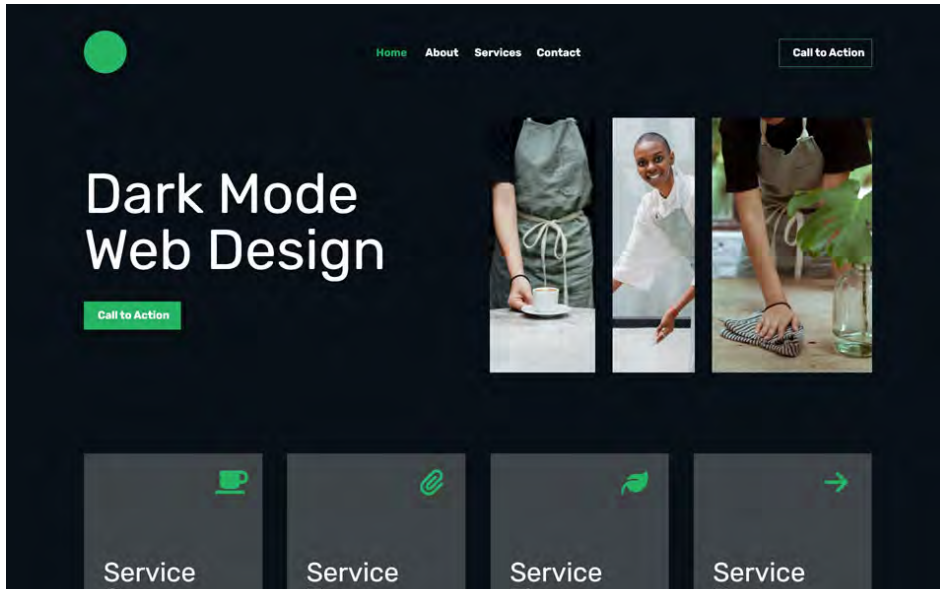 Home About Services Contact Call to Action
Dark Mode
Web Design
Call to Action
Service Service Service Service